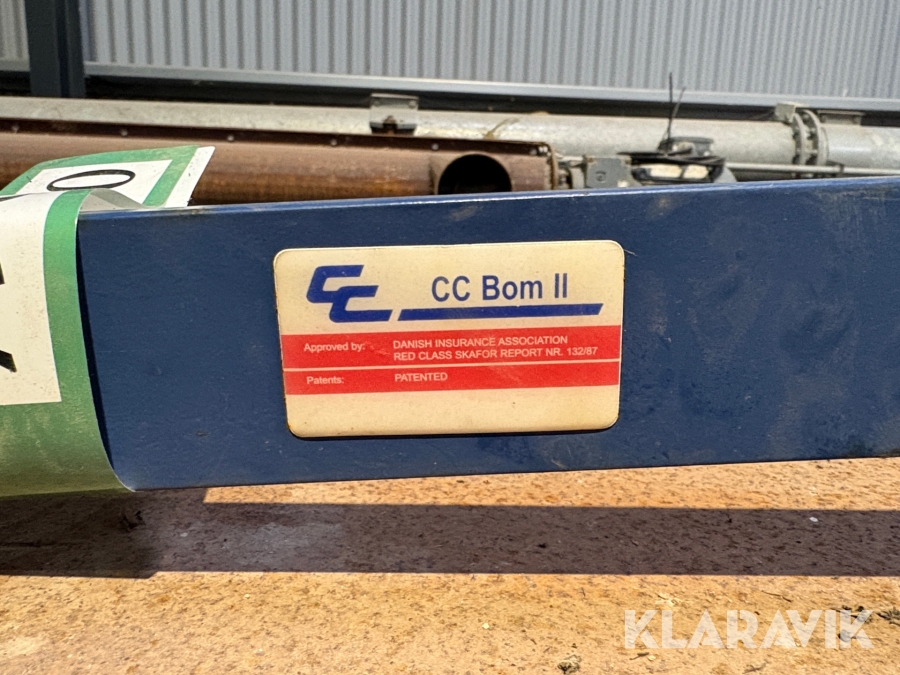 CC CC Bom II
Approved by: DANISH INSURANCE ASSOCIATION
RED CLASS SKAFOR REPORT NR. 132/87
Patents: PATENTED
KLARAVIK